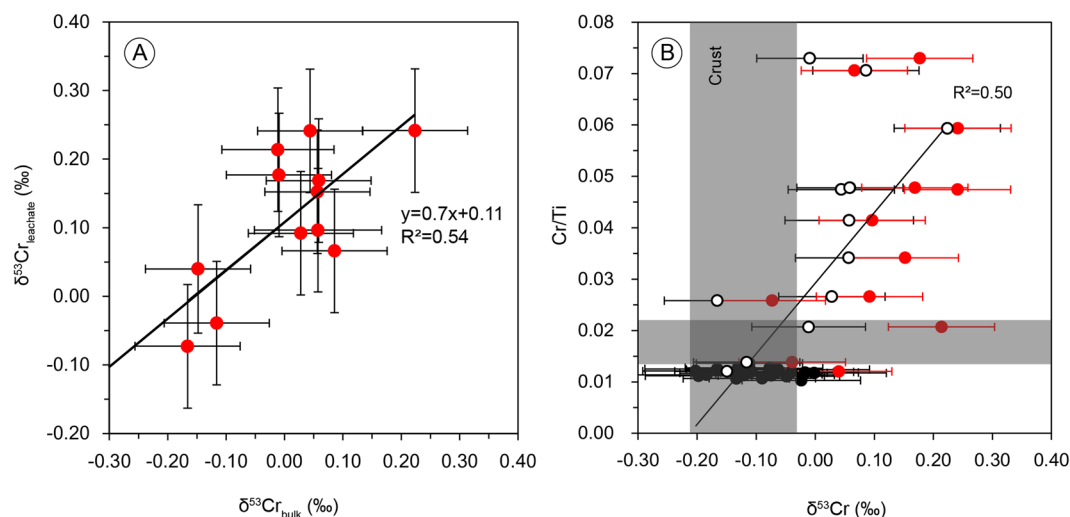 A
0.40
0.30
0.20
0.10
0.00
-0.10
-0.20
-0.30 -0.20 -0.10 0.00 0.10 0.20 0.30 0.40
δ⁵³Cr_leachate (‰)
δ⁵³Cr_bulk (‰)
y=0.7x+0.11
R²=0.54
B
0.08
0.07
0.06
0.05
0.04
0.03
0.02
0.01
0.00
-0.30 -0.20 -0.10 0.00 0.10 0.20 0.30 0.40
Cr/Ti
δ⁵³Cr (‰)
Crust
R²=0.50